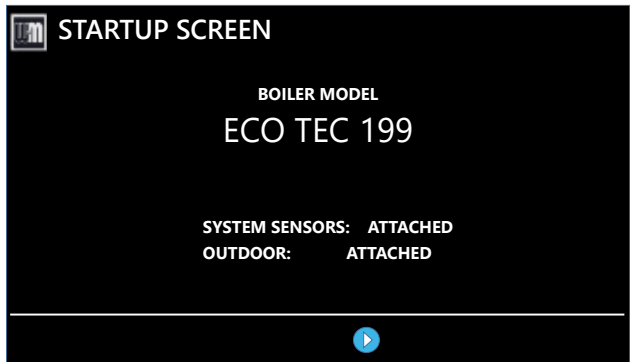 STARTUP SCREEN
BOILER MODEL
ECO TEC 199
SYSTEM SENSORS: ATTACHED
OUTDOOR: ATTACHED